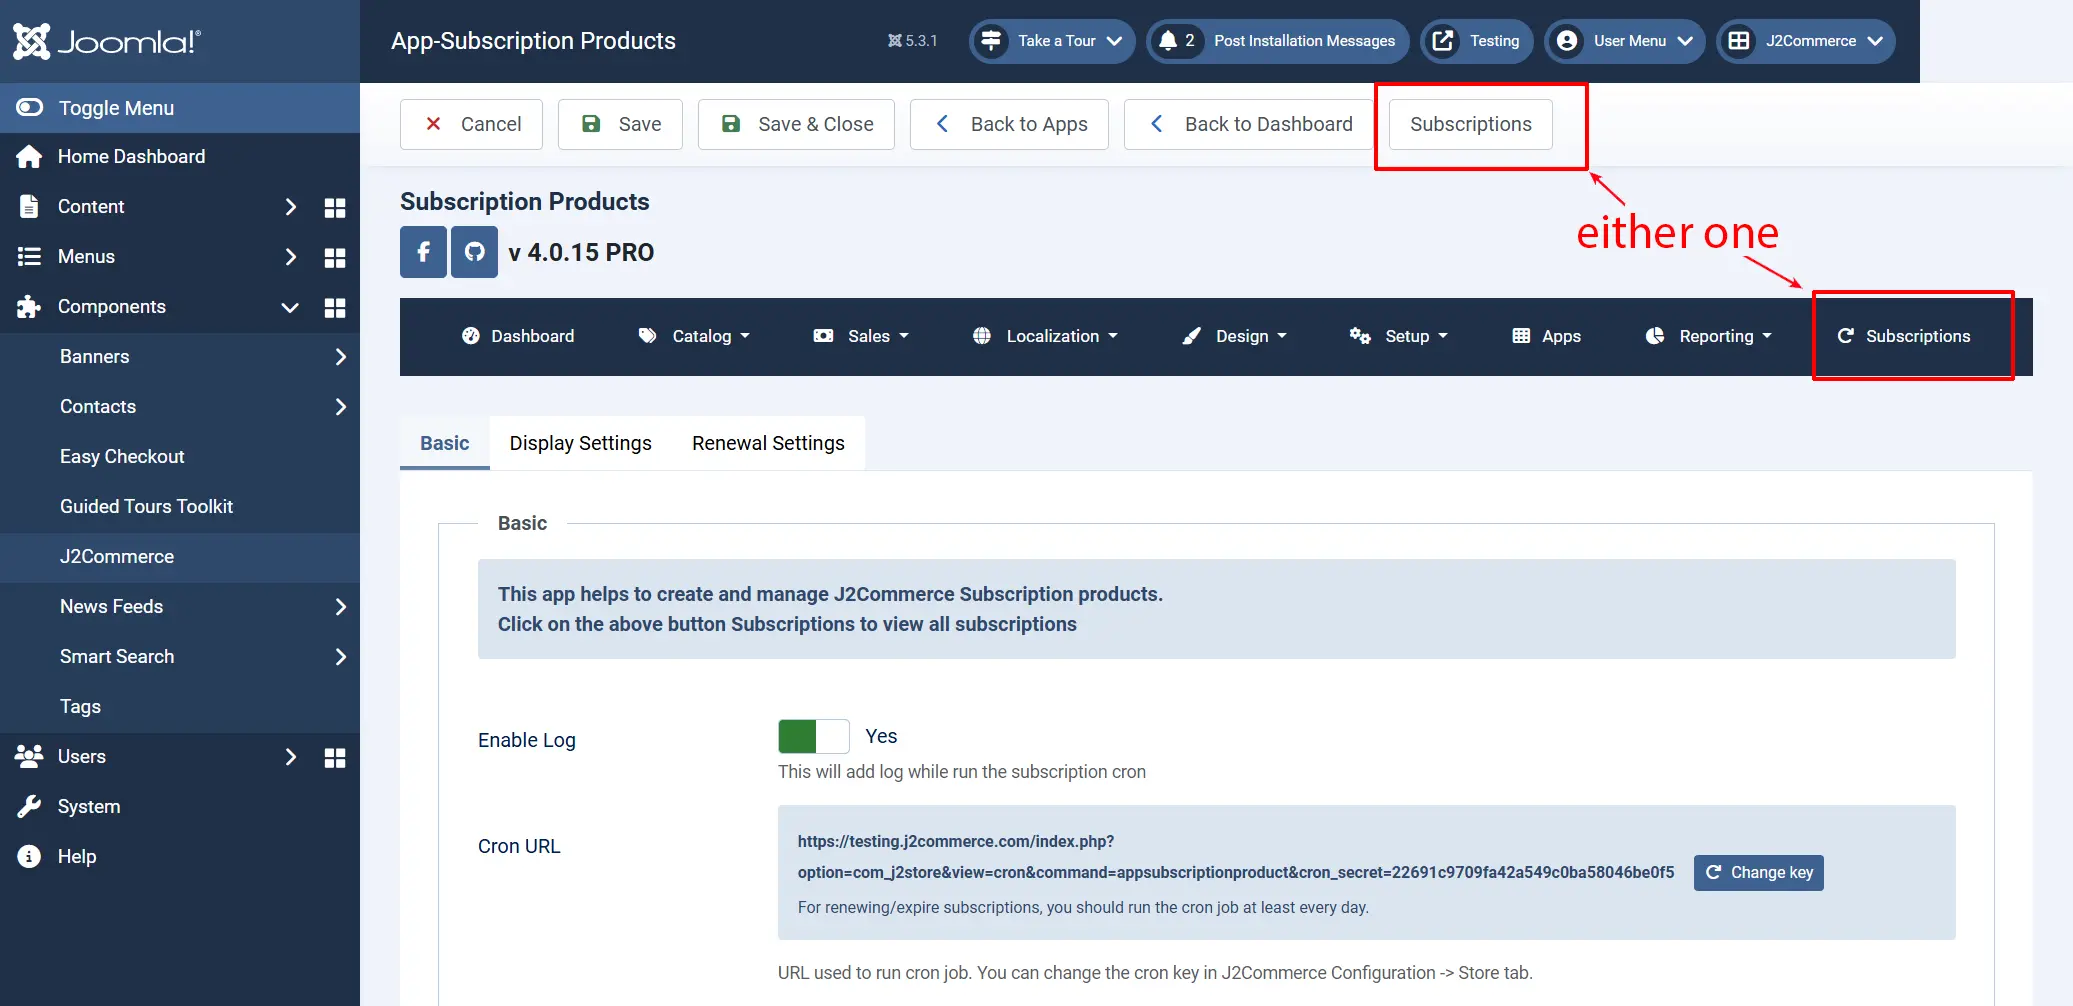 Joomla!®
App-Subscription Products
5.3.1
Take a Tour
2 Post Installation Messages
Testing
User Menu
J2Commerce
Toggle Menu
Home Dashboard
Content
Menus
Components
Banners
Contacts
Easy Checkout
Guided Tours Toolkit
J2Commerce
News Feeds
Smart Search
Tags
Users
System
Help
Cancel
Save
Save & Close
Back to Apps
Back to Dashboard
Subscriptions
either one
Subscription Products
v 4.0.15 PRO
Dashboard
Catalog
Sales
Localization
Design
Setup
Apps
Reporting
Subscriptions
Basic
Display Settings
Renewal Settings
Basic
This app helps to create and manage J2Commerce Subscription products.
Click on the above button Subscriptions to view all subscriptions
Enable Log
Yes
This will add log while run the subscription cron
Cron URL
https://testing.j2commerce.com/index.php?
option=com_j2store&view=cron&command=appsubscriptionproduct&cron_secret=22691c9709fa42a549c0ba58046be0f5
Change key
For renewing/expire subscriptions, you should run the cron job at least every day.
URL used to run cron job. You can change the cron key in J2Commerce Configuration -> Store tab.